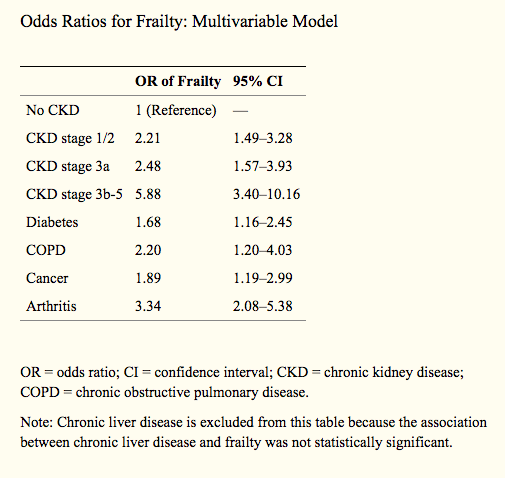 Odds Ratios for Frailty: Multivariable Model
OR of Frailty 95% CI
No CKD 1 (Reference) —
CKD stage 1/2 2.21 1.49–3.28
CKD stage 3a 2.48 1.57–3.93
CKD stage 3b-5 5.88 3.40–10.16
Diabetes 1.68 1.16–2.45
COPD 2.20 1.20–4.03
Cancer 1.89 1.19–2.99
Arthritis 3.34 2.08–5.38
OR = odds ratio; CI = confidence interval; CKD = chronic kidney disease;
COPD = chronic obstructive pulmonary disease.
Note: Chronic liver disease is excluded from this table because the association
between chronic liver disease and frailty was not statistically significant.